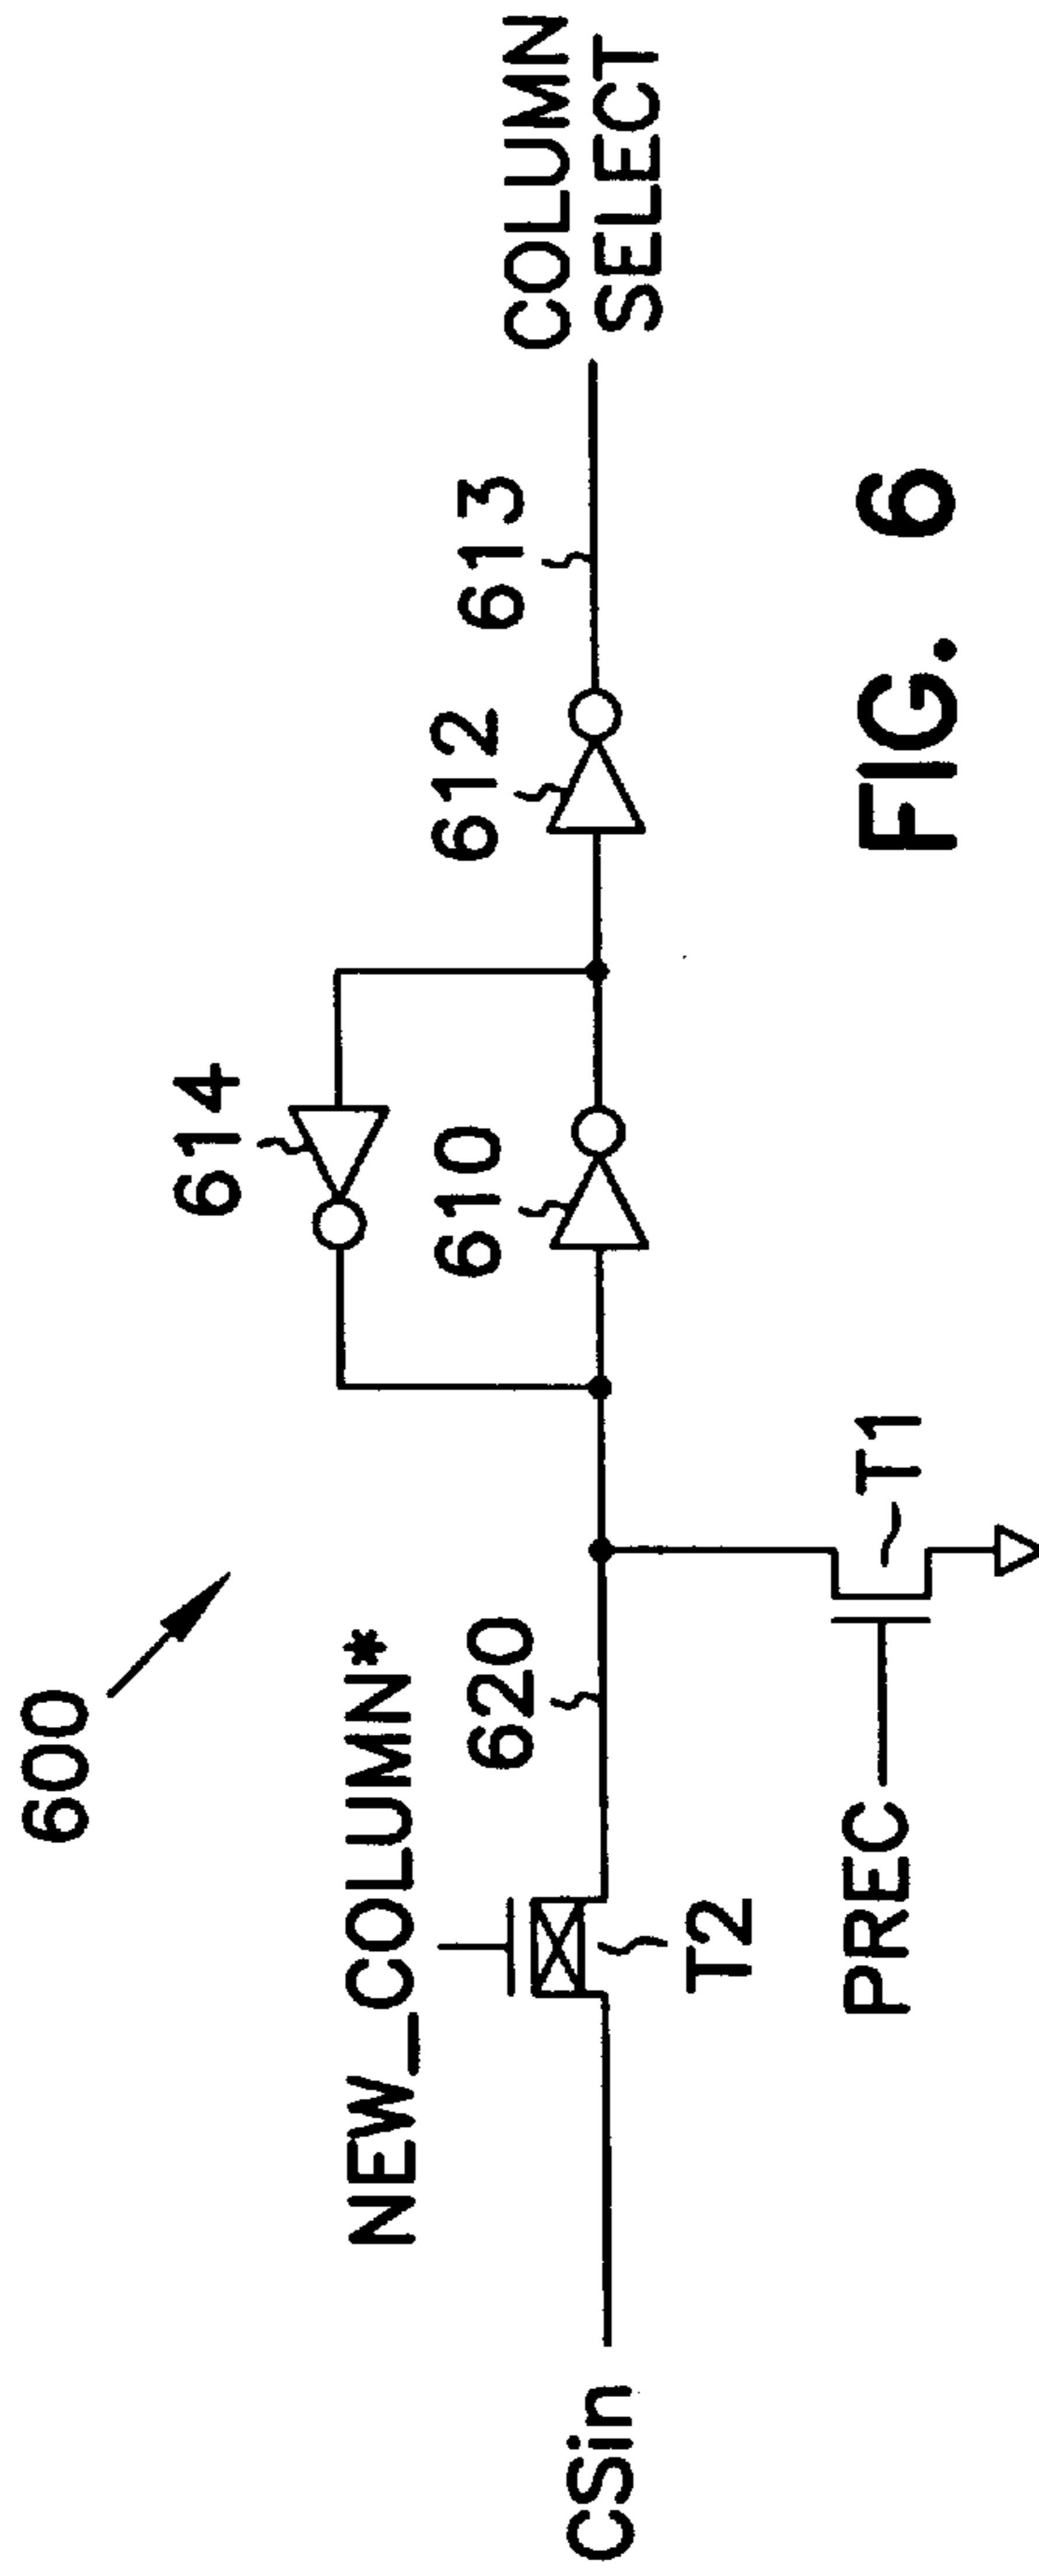 600
NEW_COLUMN*
614
610
612
613
COLUMN
SELECT
CSin
620
T2
PREC
T1
FIG. 6